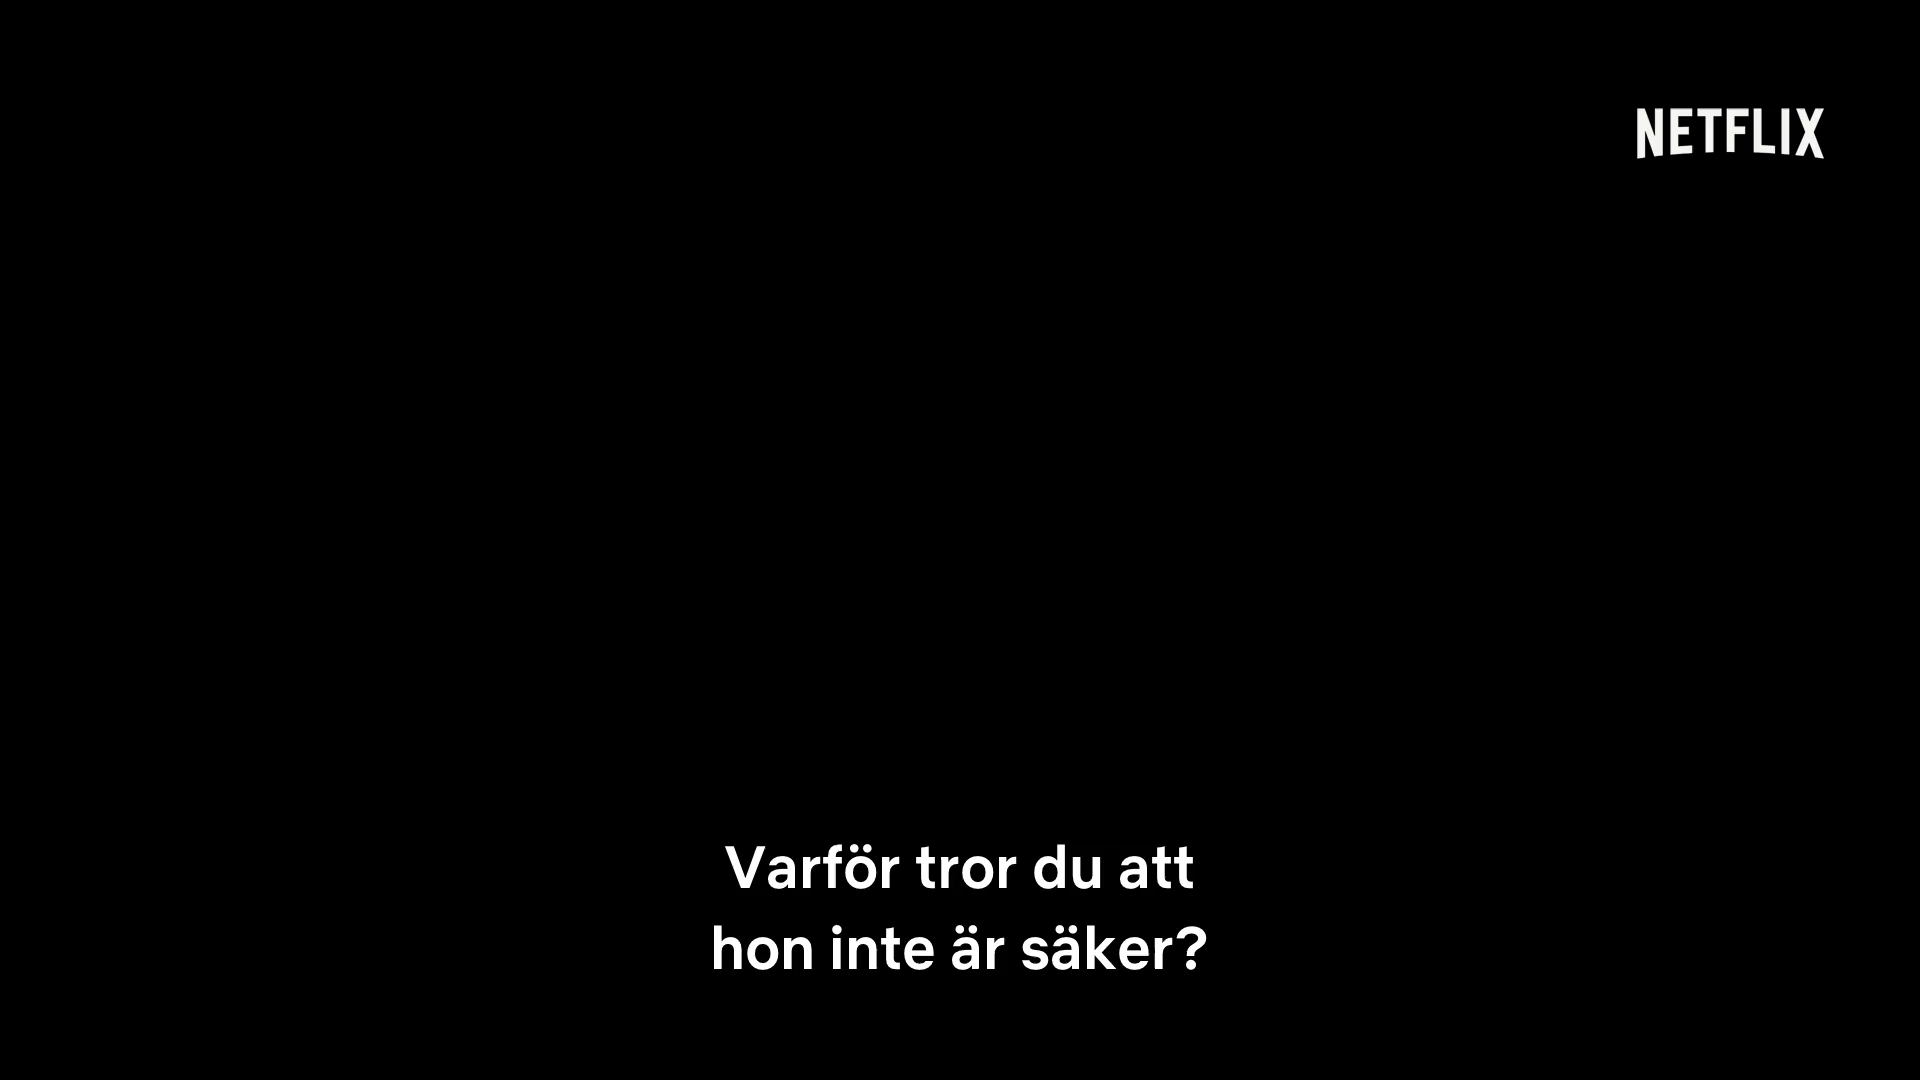 NETFLIX
Varför tror du att
hon inte är säker?